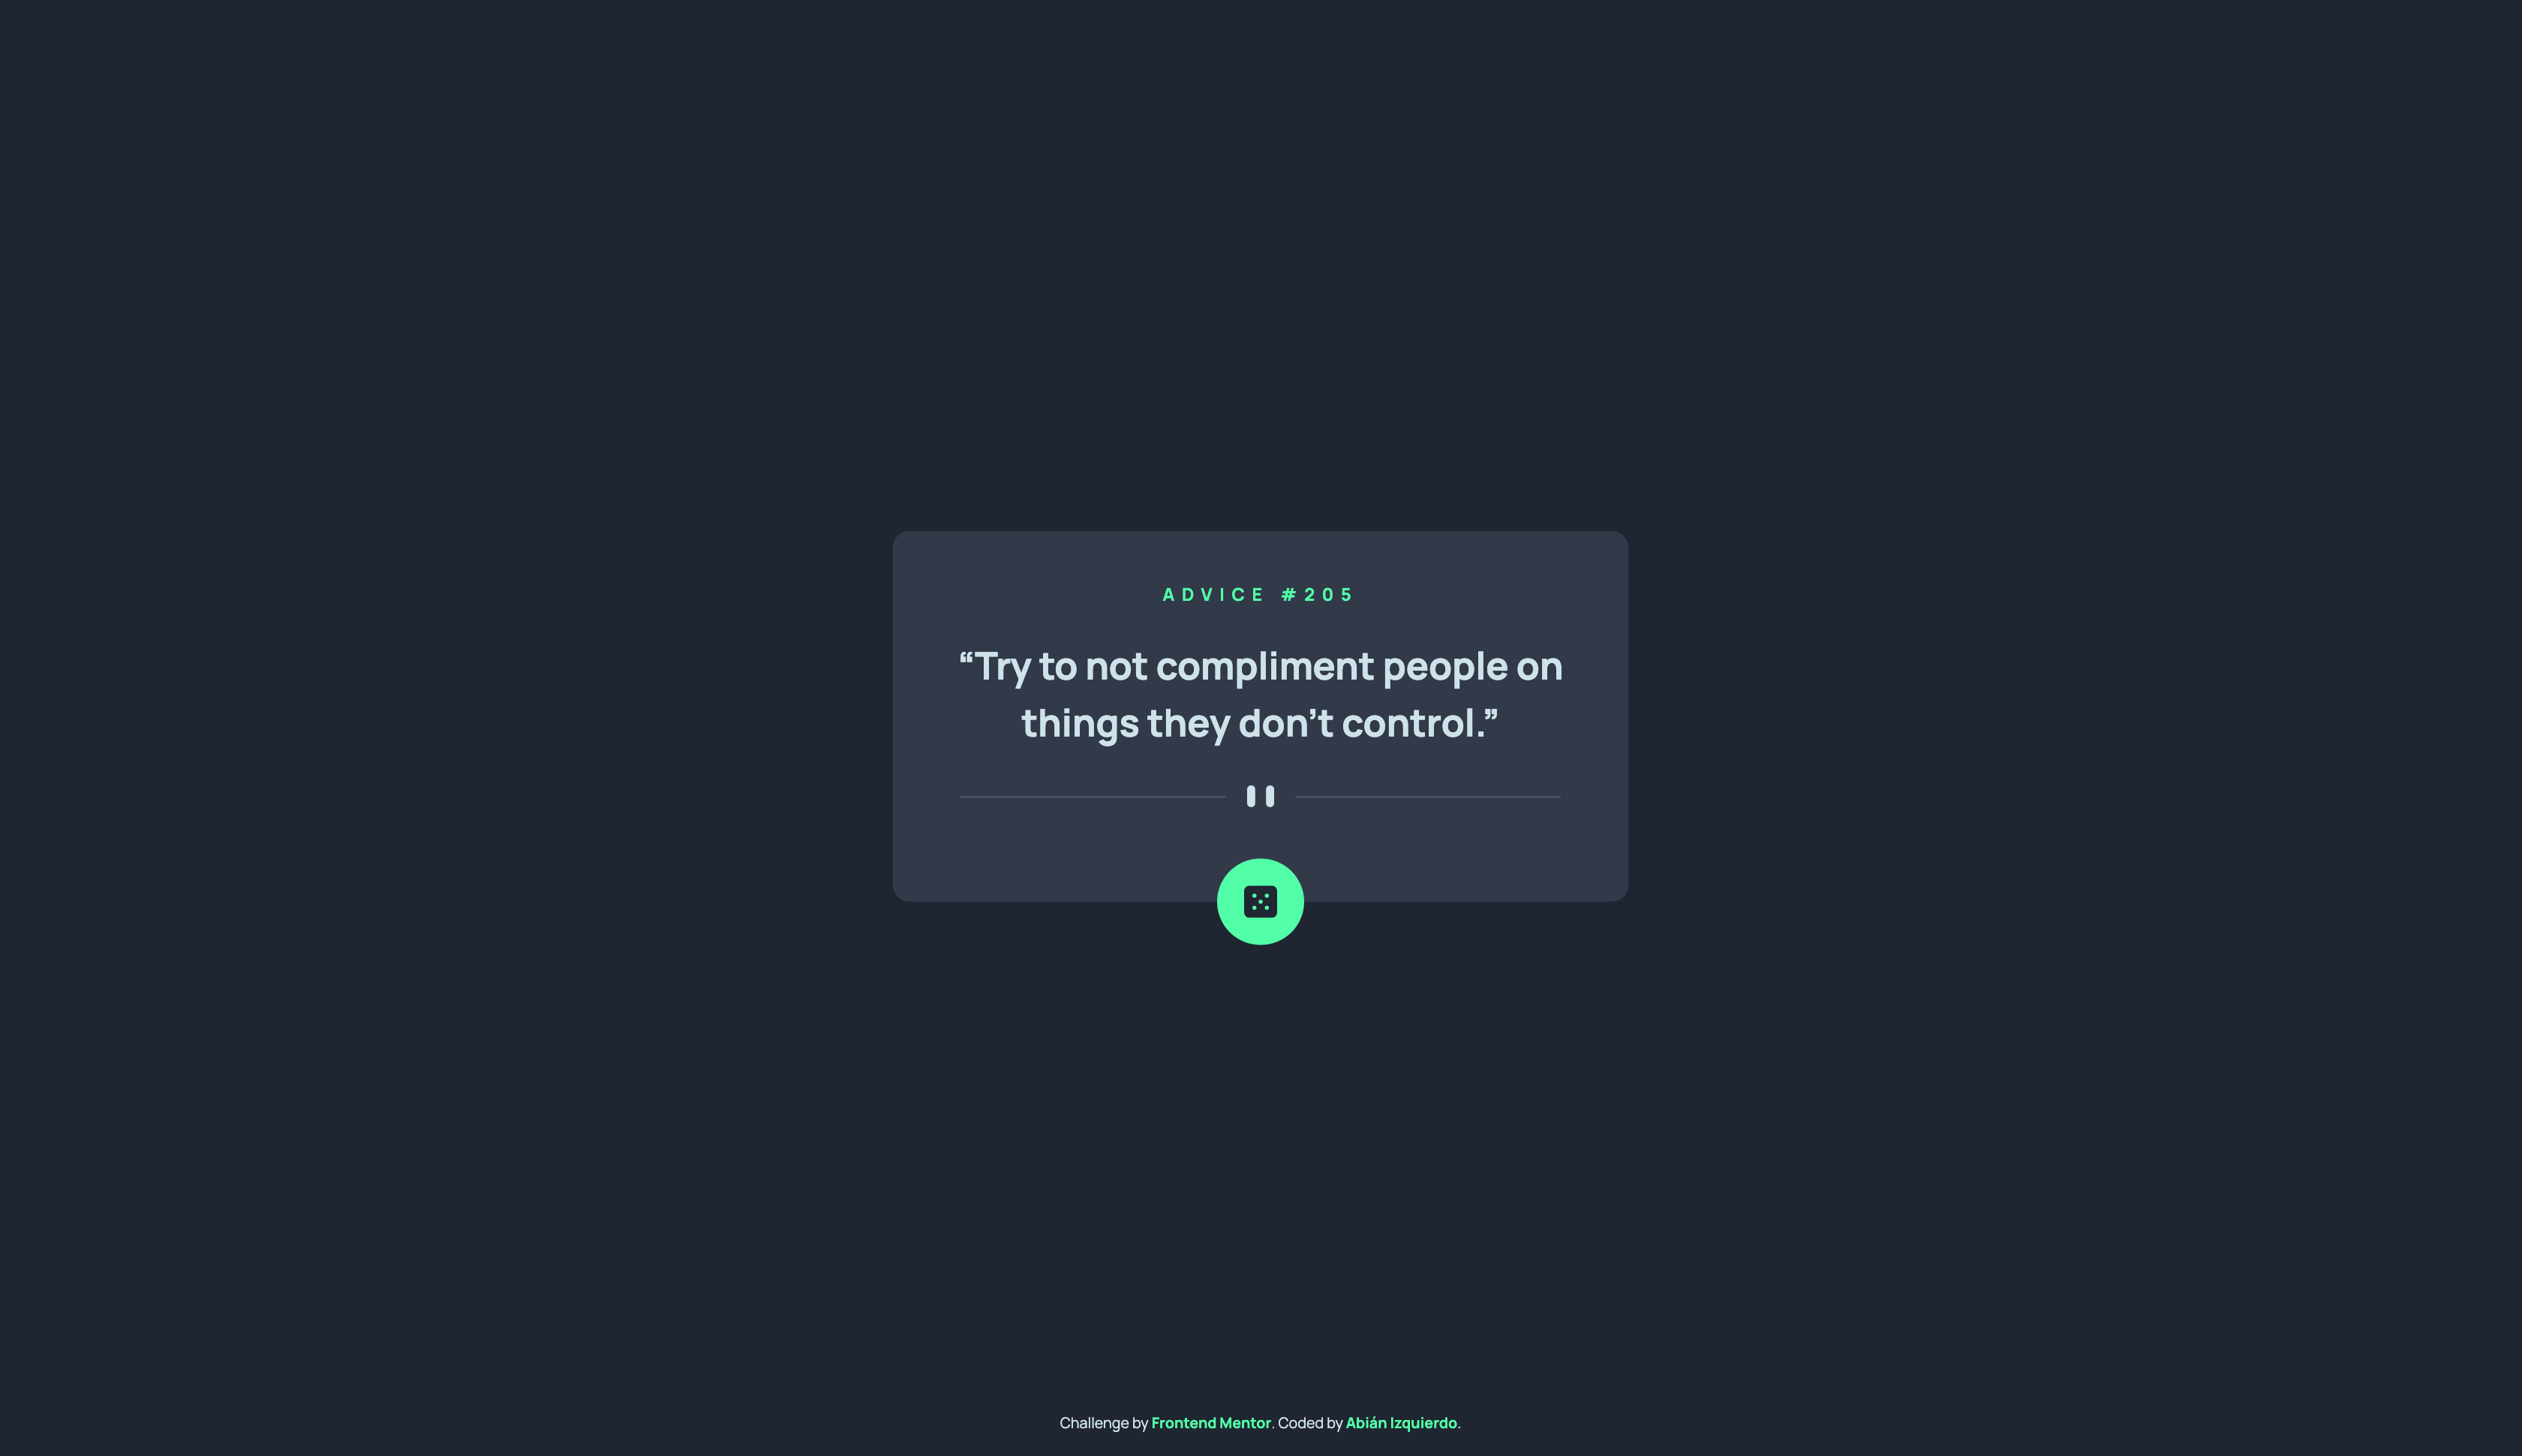 ADVICE #205
“Try to not compliment people on
things they don’t control.”
Challenge by Frontend Mentor. Coded by Abián Izquierdo.